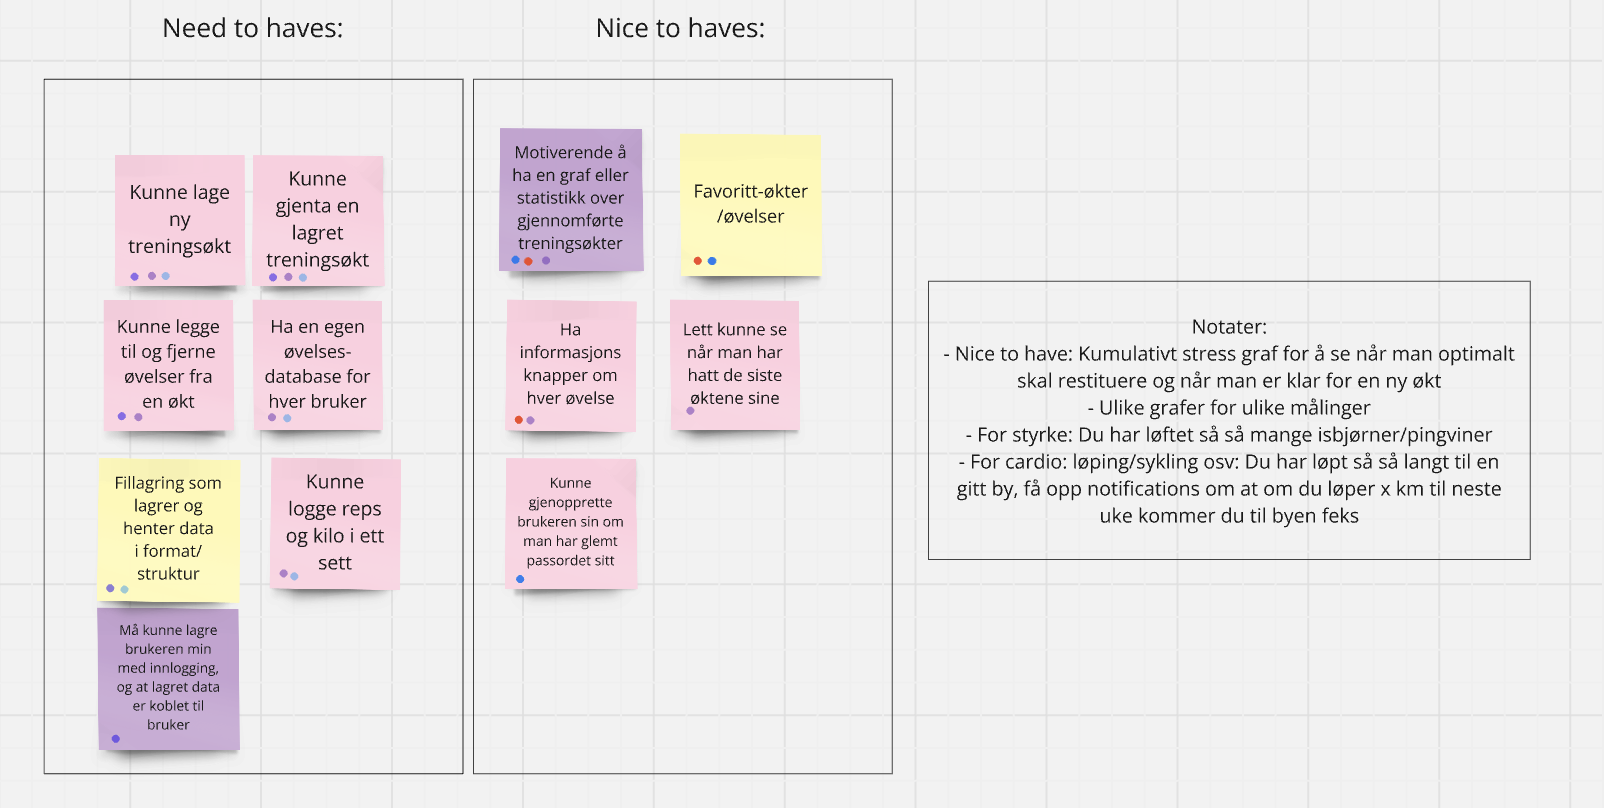 Need to haves:
Nice to haves:
Kunne lage
ny
treningsøkt
Kunne
gjenta en
lagret
treningsøkt
Kunne legge
til og fjerne
øvelser fra
en økt
Ha en egen
øvelses-
database for
hver bruker
Fillagring som
lagrer og
henter data
i format/
struktur
Kunne
logge reps
og kilo i ett
sett
Må kunne lagre
brukeren min
med innlogging,
og at lagret data
er koblet til
bruker
Motiverende å
ha en graf eller
statistikk over
gjennomførte
treningsøkter
Favoritt-økter
/øvelser
Ha
informasjons
knapper om
hver øvelse
Lett kunne se
når man har
hatt de siste
øktene sine
Kunne
gjenopprette
brukeren sin om
man har glemt
passordet sitt
Notater:
- Nice to have: Kumulativt stress graf for å se når man optimalt
skal restituere og når man er klar for en ny økt
- Ulike grafer for ulike målinger
- For styrke: Du har løftet så så mange isbjørner/pingviner
- For cardio: løping/sykling osv: Du har løpt så så langt til en
gitt by, få opp notifications om at om du løper x km til neste
uke kommer du til byen feks